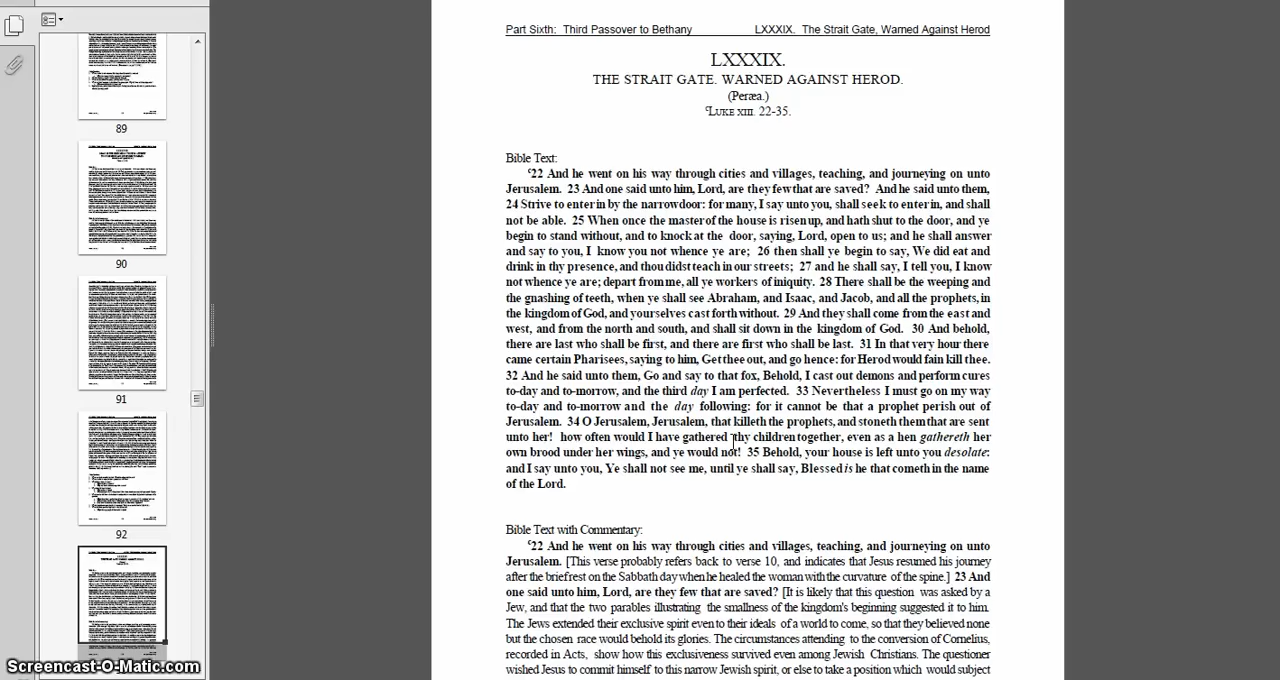 Part Sixth: Third Passover to Bethany LXXXIX. The Strait Gate, Warned Against Herod
LXXXIX.
THE STRAIT GATE. WARNED AGAINST HEROD.
(Peræa.)
ᶜLUKE XIII. 22-35.
Bible Text:
ᶜ22 And he went on his way through cities and villages, teaching, and journeying on unto
Jerusalem. 23 And one said unto him, Lord, are they few that are saved? And he said unto them,
24 Strive to enter in by the narrow door: for many, I say unto you, shall seek to enter in, and shall
not be able. 25 When once the master of the house is risen up, and hath shut to the door, and ye
begin to stand without, and to knock at the door, saying, Lord, open to us; and he shall answer
and say to you, I know you not whence ye are; 26 then shall ye begin to say, We did eat and
drink in thy presence, and thou didst teach in our streets; 27 and he shall say, I tell you, I know
not whence ye are; depart from me, all ye workers of iniquity. 28 There shall be the weeping and
the gnashing of teeth, when ye shall see Abraham, and Isaac, and Jacob, and all the prophets, in
the kingdom of God, and yourselves cast forth without. 29 And they shall come from the east and
west, and from the north and south, and shall sit down in the kingdom of God. 30 And behold,
there are last who shall be first, and there are first who shall be last. 31 In that very hour there
came certain Pharisees, saying to him, Get thee out, and go hence: for Herod would fain kill thee.
32 And he said unto them, Go and say to that fox, Behold, I cast out demons and perform cures
to-day and to-morrow, and the third day I am perfected. 33 Nevertheless I must go on my way
to-day and to-morrow and the day following: for it cannot be that a prophet perish out of
Jerusalem. 34 O Jerusalem, Jerusalem, that killeth the prophets, and stoneth them that are sent
unto her! how often would I have gathered thy children together, even as a hen gathereth her
own brood under her wings, and ye would not! 35 Behold, your house is left unto you desolate:
and I say unto you, Ye shall not see me, until ye shall say, Blessed is he that cometh in the name
of the Lord.
Bible Text with Commentary:
ᶜ22 And he went on his way through cities and villages, teaching, and journeying on unto
Jerusalem. [This verse probably refers back to verse 10, and indicates that Jesus resumed his journey
after the brief rest on the Sabbath day when he healed the woman with the curvature of the spine.] 23 And
one said unto him, Lord, are they few that are saved? [It is likely that this question was asked by a
Jew, and that the two parables illustrating the smallness of the kingdom's beginning suggested it to him.
The Jews extended their exclusive spirit even to their ideals of a world to come, so that they believed none
but the chosen race would behold its glories. The circumstances attending to the conversion of Cornelius,
recorded in Acts, show how this exclusiveness survived even among Jewish Christians. The questioner
wished Jesus to commit himself to this narrow Jewish spirit, or else to take a position which would subject
89
90
91
92
Screencast-O-Matic.com